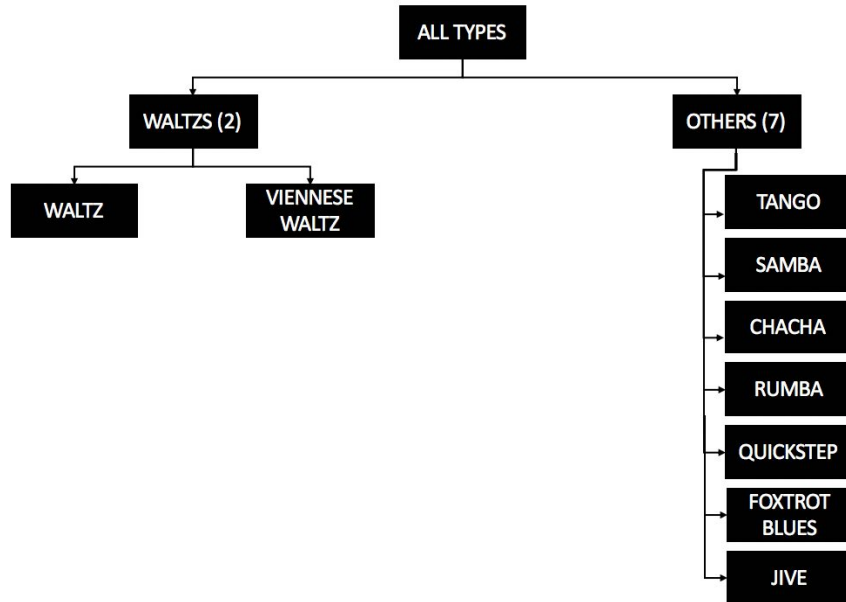 ALL TYPES
WALTZS (2)
OTHERS (7)
WALTZ
VIENNESE
WALTZ
TANGO
SAMBA
CHACHA
RUMBA
QUICKSTEP
FOXTROT
BLUES
JIVE